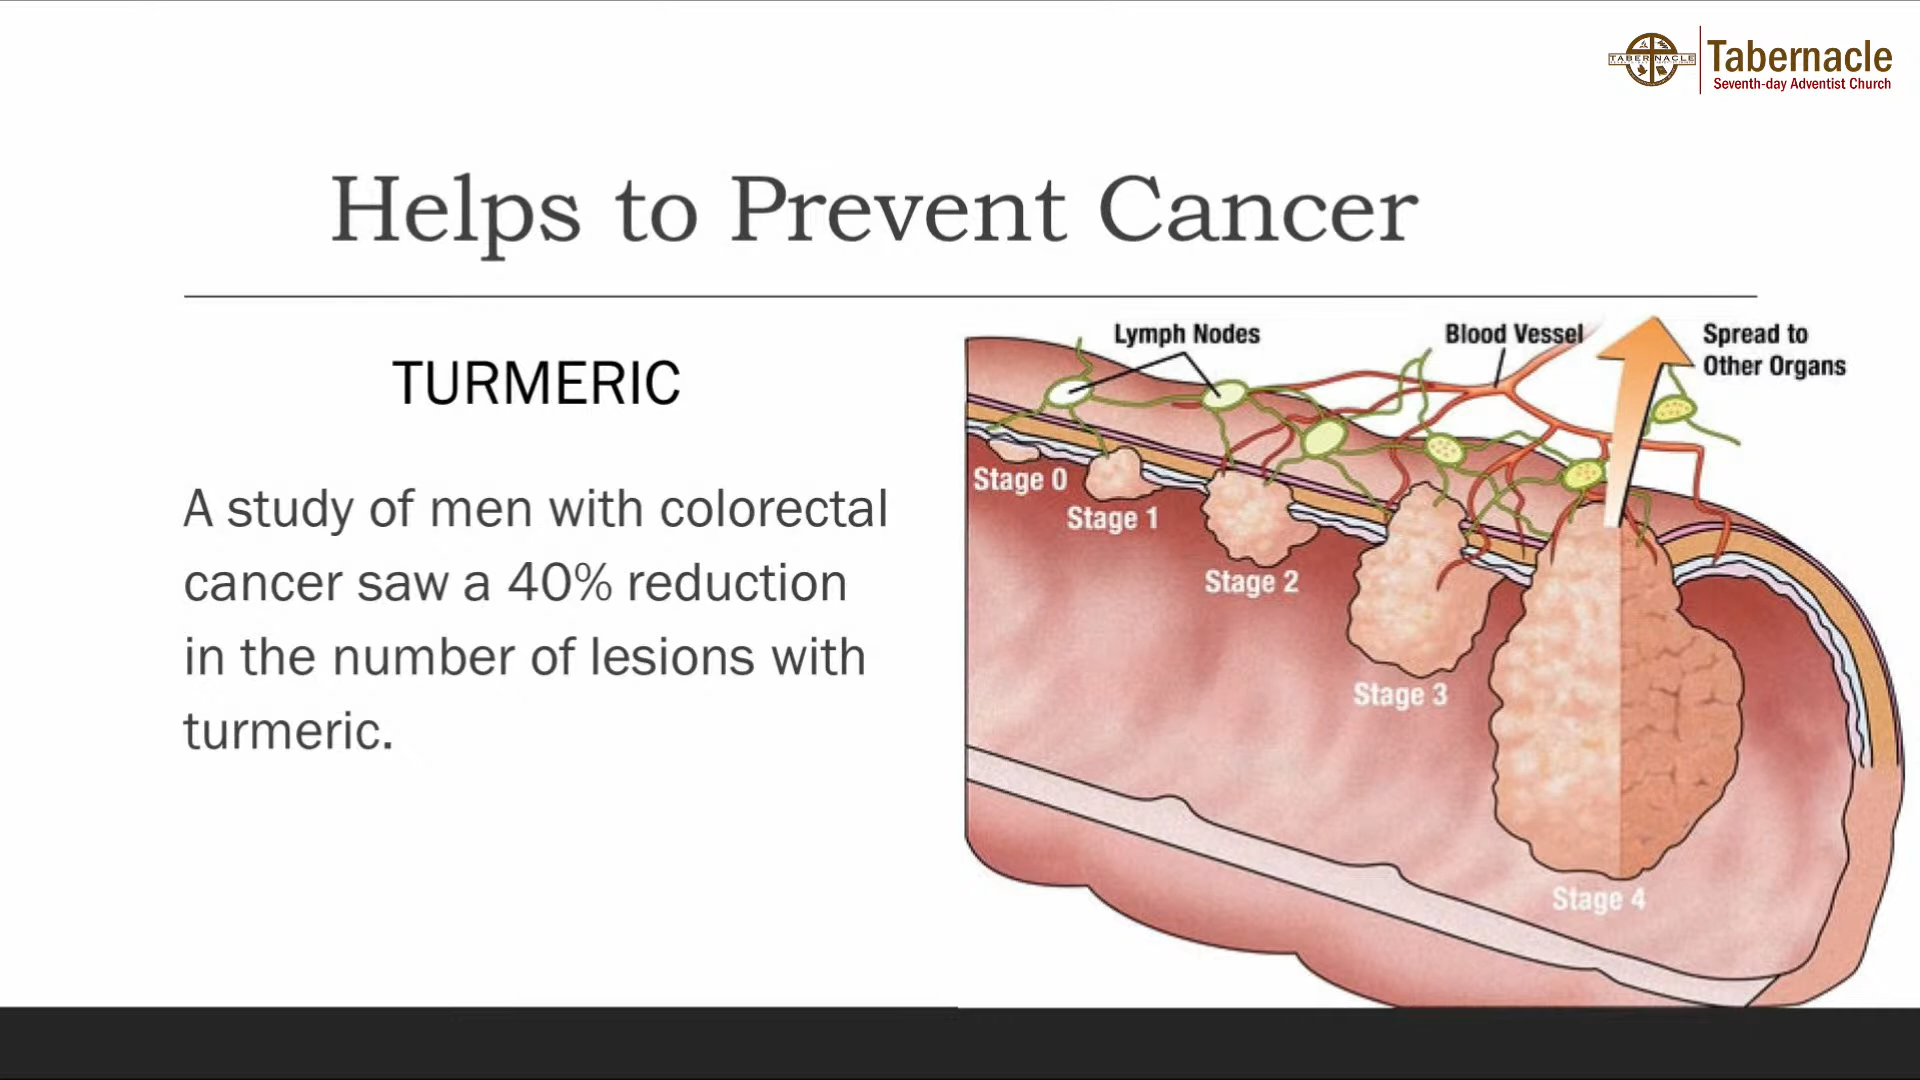 TABERNACLE
Tabernacle
Seventh-day Adventist Church
Helps to Prevent Cancer
TURMERIC
A study of men with colorectal
cancer saw a 40% reduction
in the number of lesions with
turmeric.
Lymph Nodes
Blood Vessel
Spread to
Other Organs
Stage 0
Stage 1
Stage 2
Stage 3
Stage 4